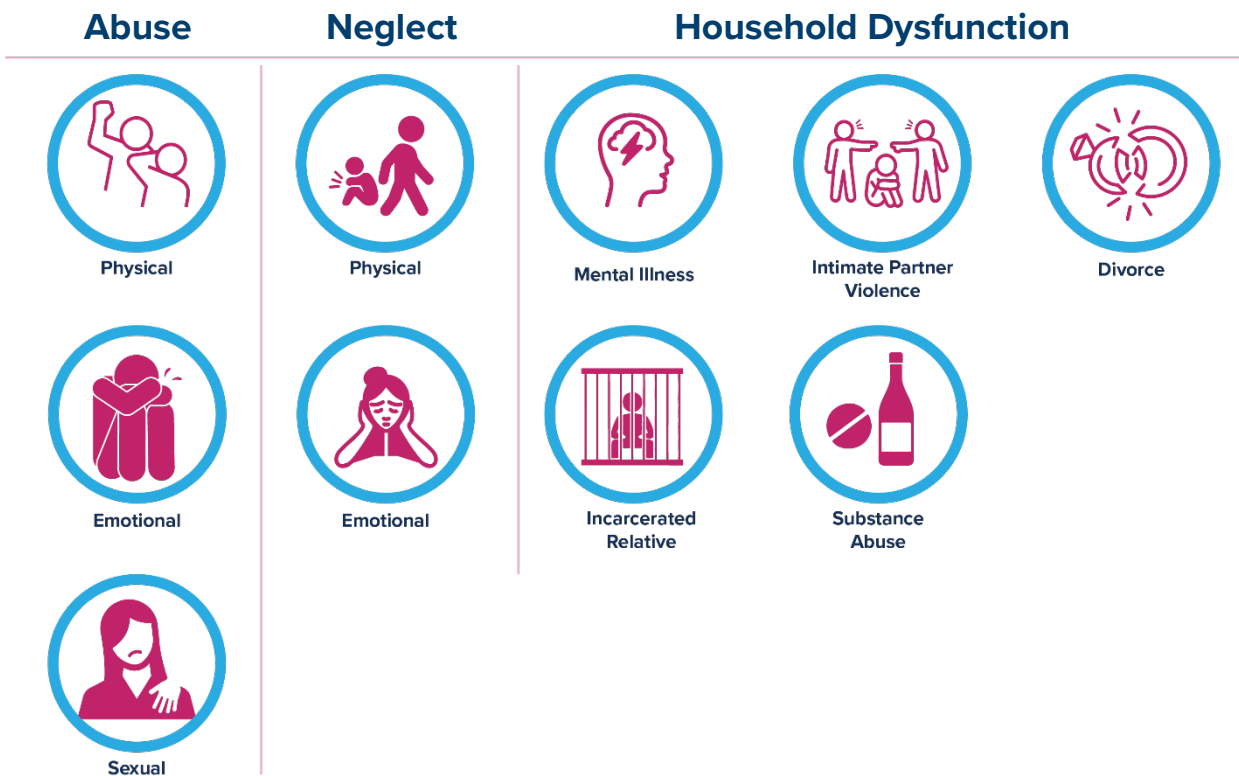 Abuse
Neglect
Household Dysfunction
Physical
Physical
Mental Illness
Intimate Partner
Violence
Divorce
Emotional
Emotional
Incarcerated
Relative
Substance
Abuse
Sexual